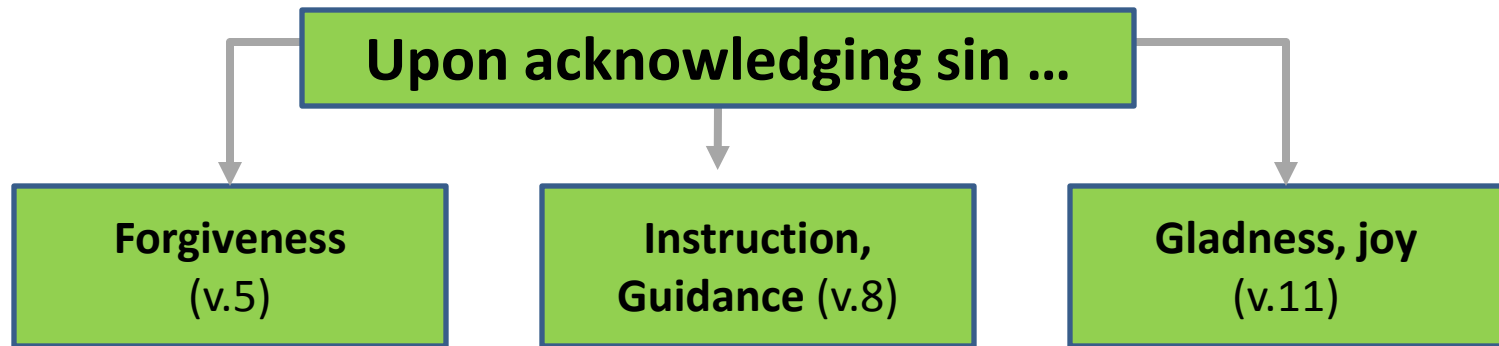 Upon acknowledging sin …
Forgiveness
(v.5)
Instruction,
Guidance (v.8)
Gladness, joy
(v.11)